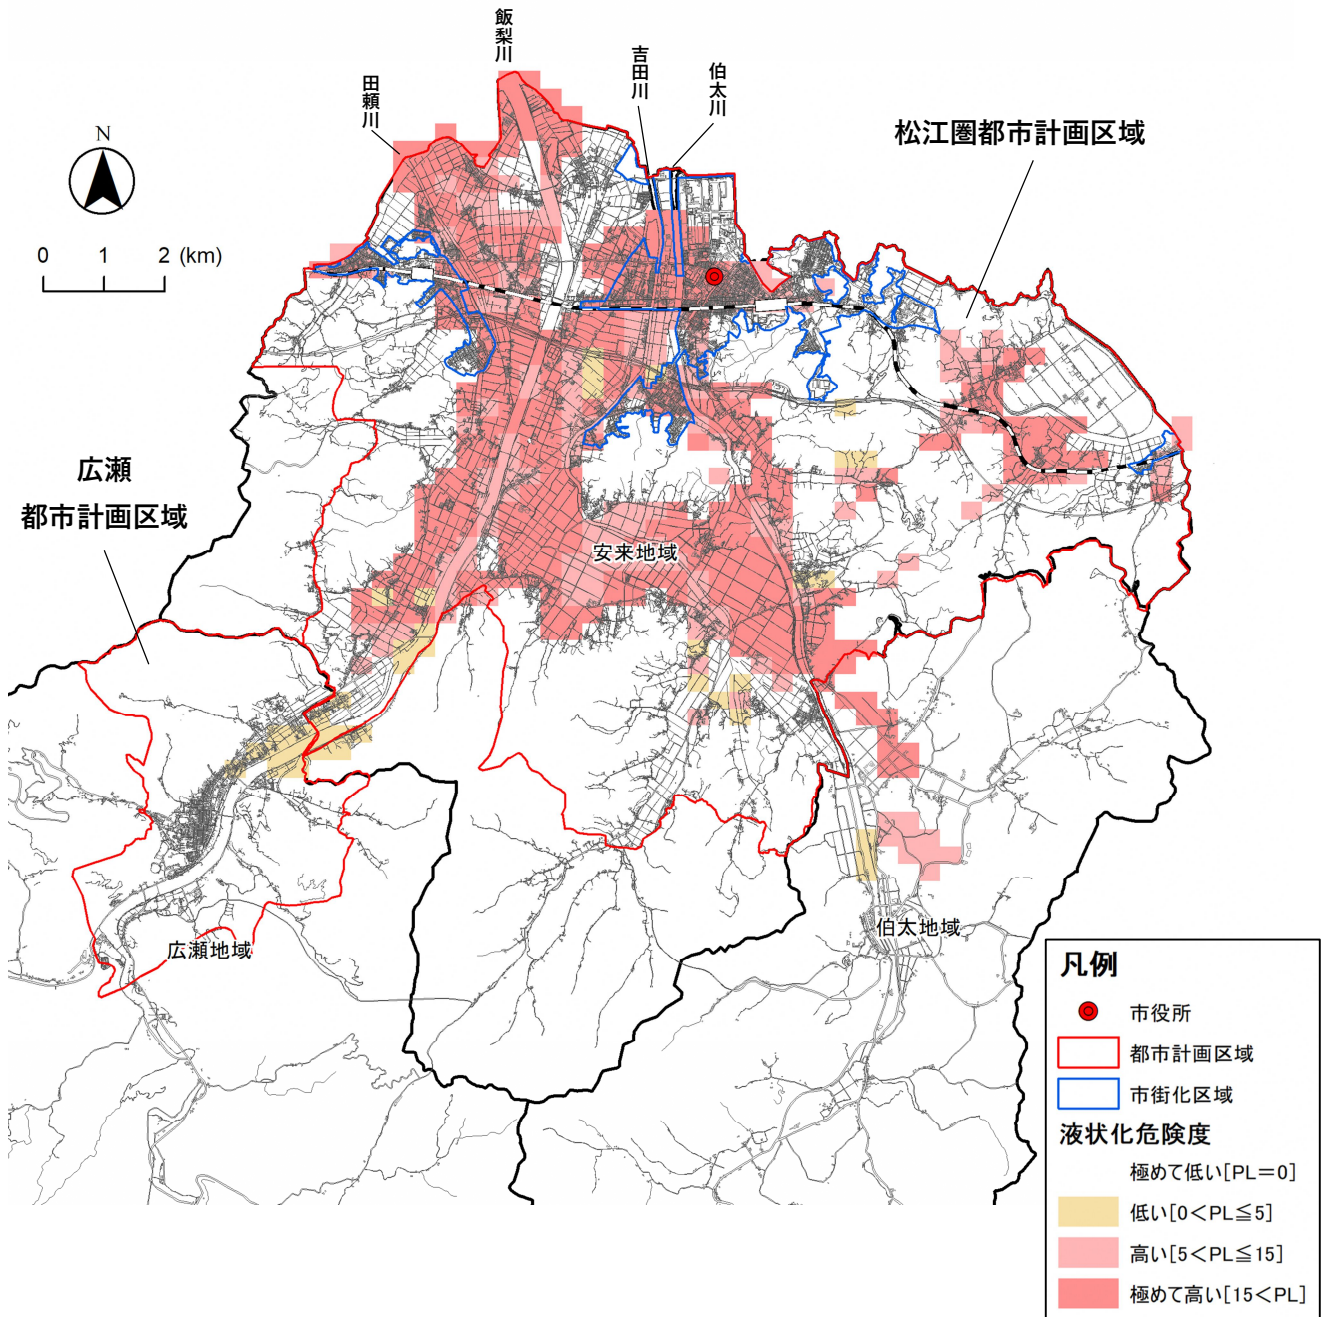 飯梨川
吉田川
伯太川
田頼川
松江圏都市計画区域
N
0 1 2 (km)
広瀬
都市計画区域
安来地域
広瀬地域
伯太地域
凡例
市役所
都市計画区域
市街化区域
液状化危険度
極めて低い[PL=0]
低い[0<PL≦5]
高い[5<PL≦15]
極めて高い[15<PL]